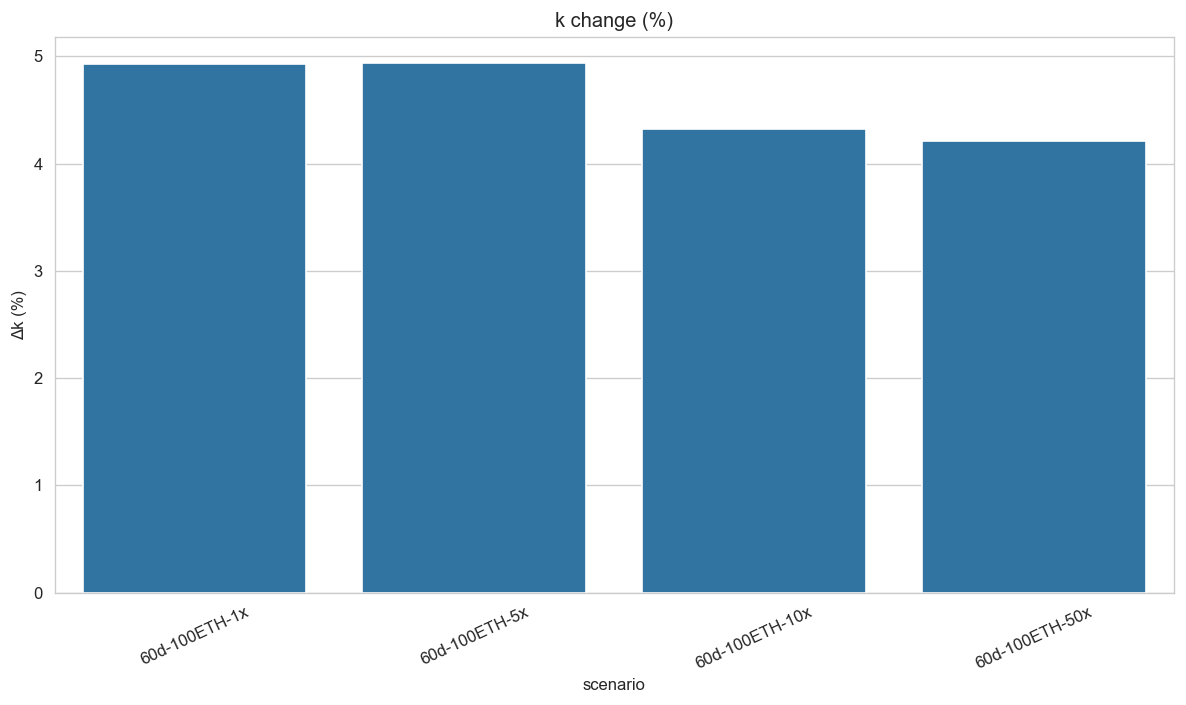 k change (%)
Δk (%)
5
4
3
2
1
0
60d-100ETH-1x
60d-100ETH-5x
60d-100ETH-10x
60d-100ETH-50x
scenario